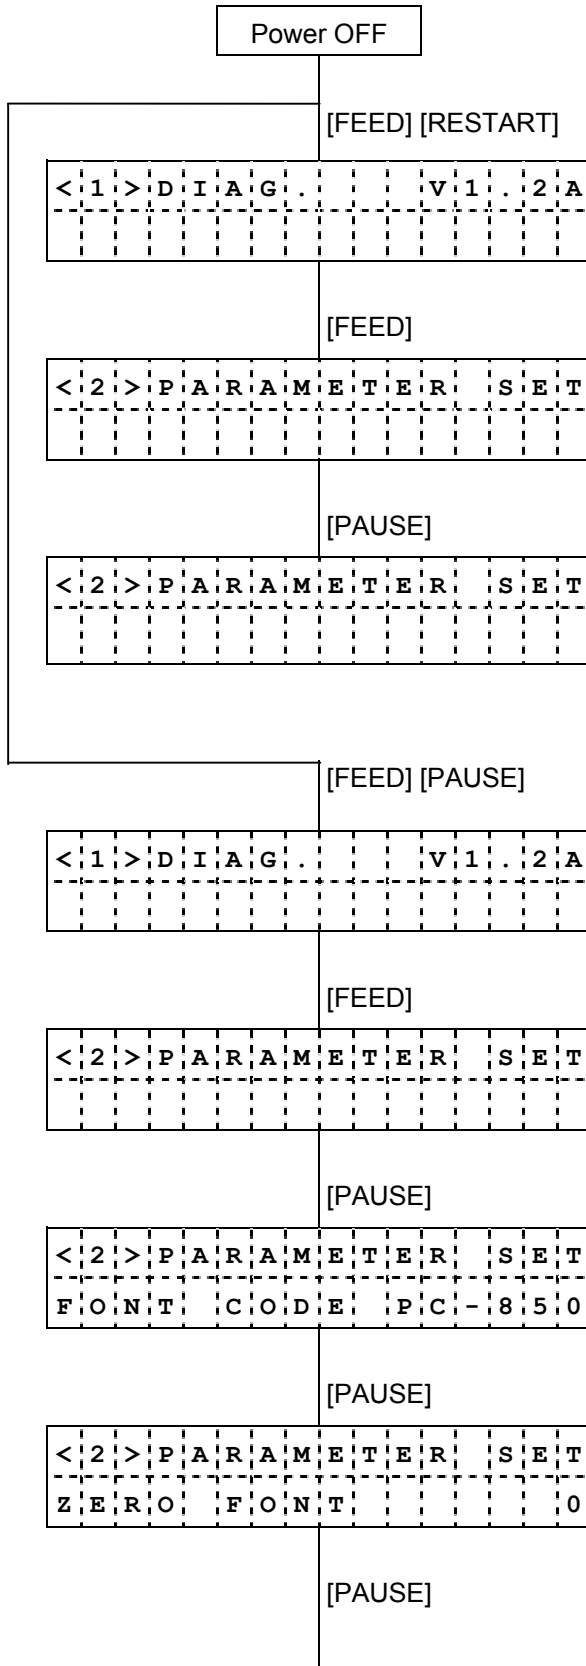 Power OFF
[FEED] [RESTART]
<1>DIAG. V1.2A
[FEED]
<2>PARAMETER SET
[PAUSE]
<2>PARAMETER SET
[FEED] [PAUSE]
<1>DIAG. V1.2A
[FEED]
<2>PARAMETER SET
[PAUSE]
<2>PARAMETER SET
FONT CODE PC-850
[PAUSE]
<2>PARAMETER SET
ZERO FONT 0
[PAUSE]